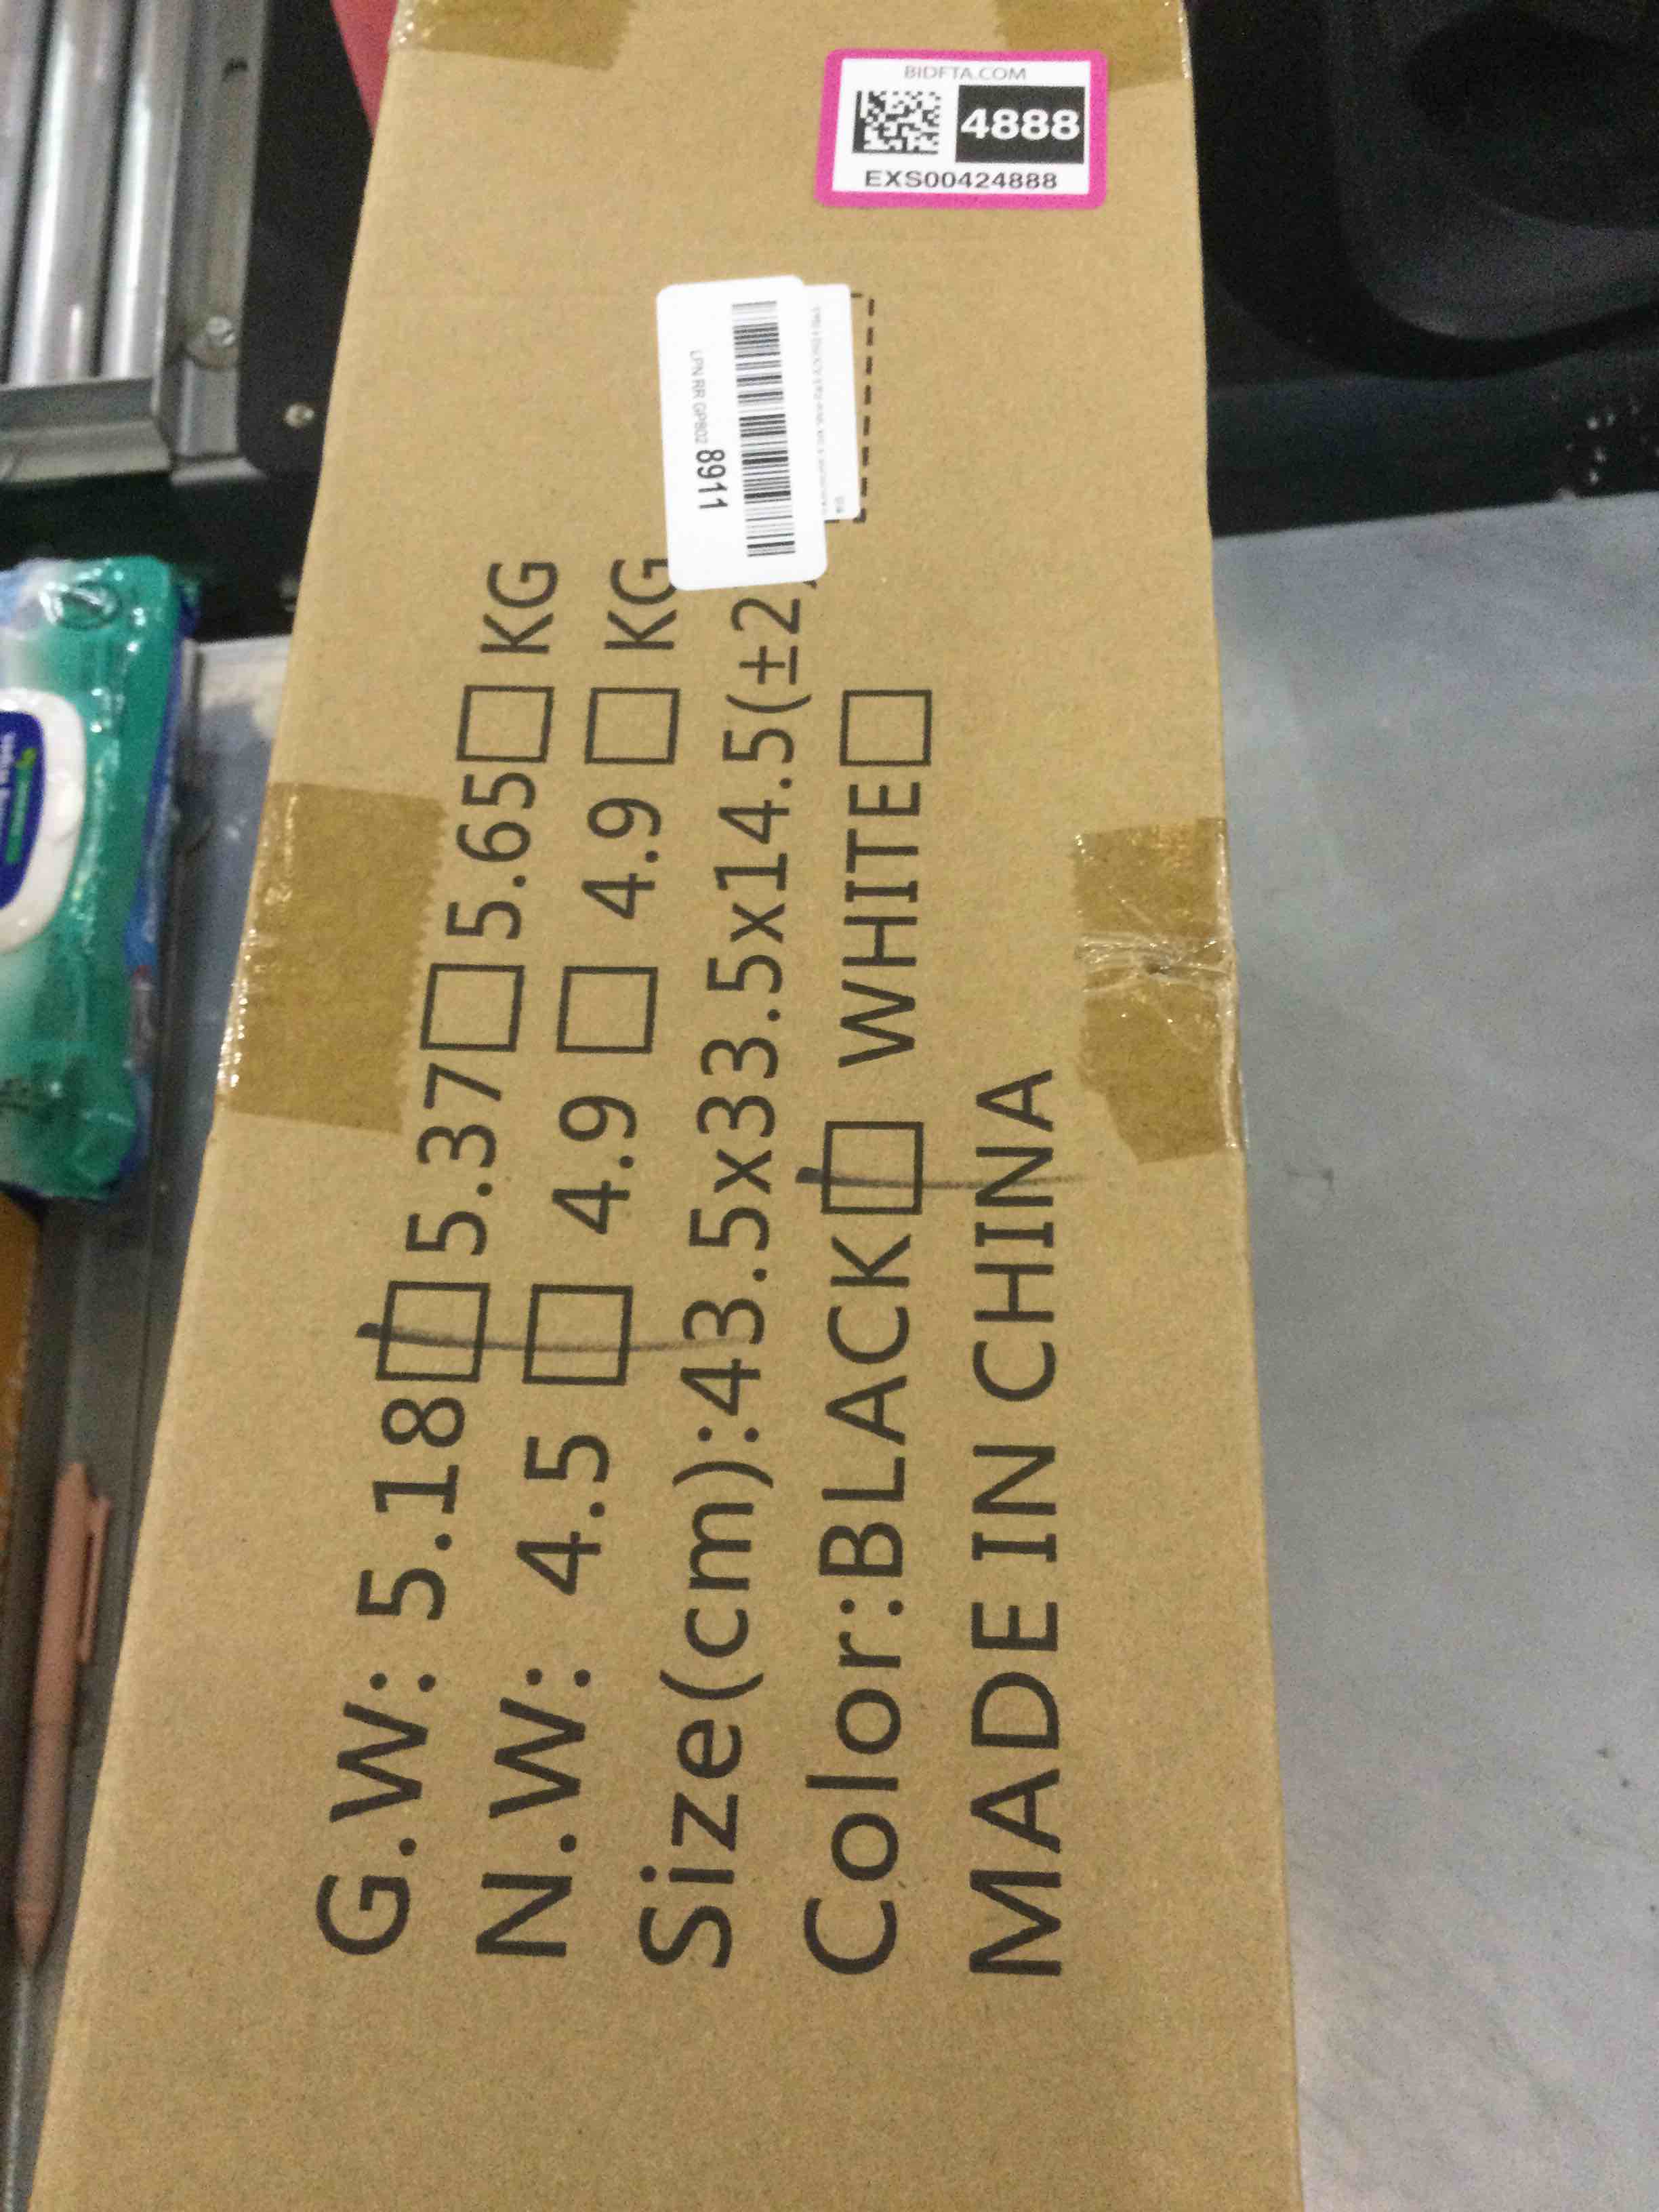 BIDFTA.COM
4888
EXS00424888
LPNRRGP802 8911
G.W: 5.18☐5.37☐5.65☐KG
N.W: 4.5 ☐ 4.9 ☐ 4.9 ☐ KG
Size(cm):43.5x33.5x14.5(±2
Color:BLACK☐ WHITE☐
MADE IN CHINA